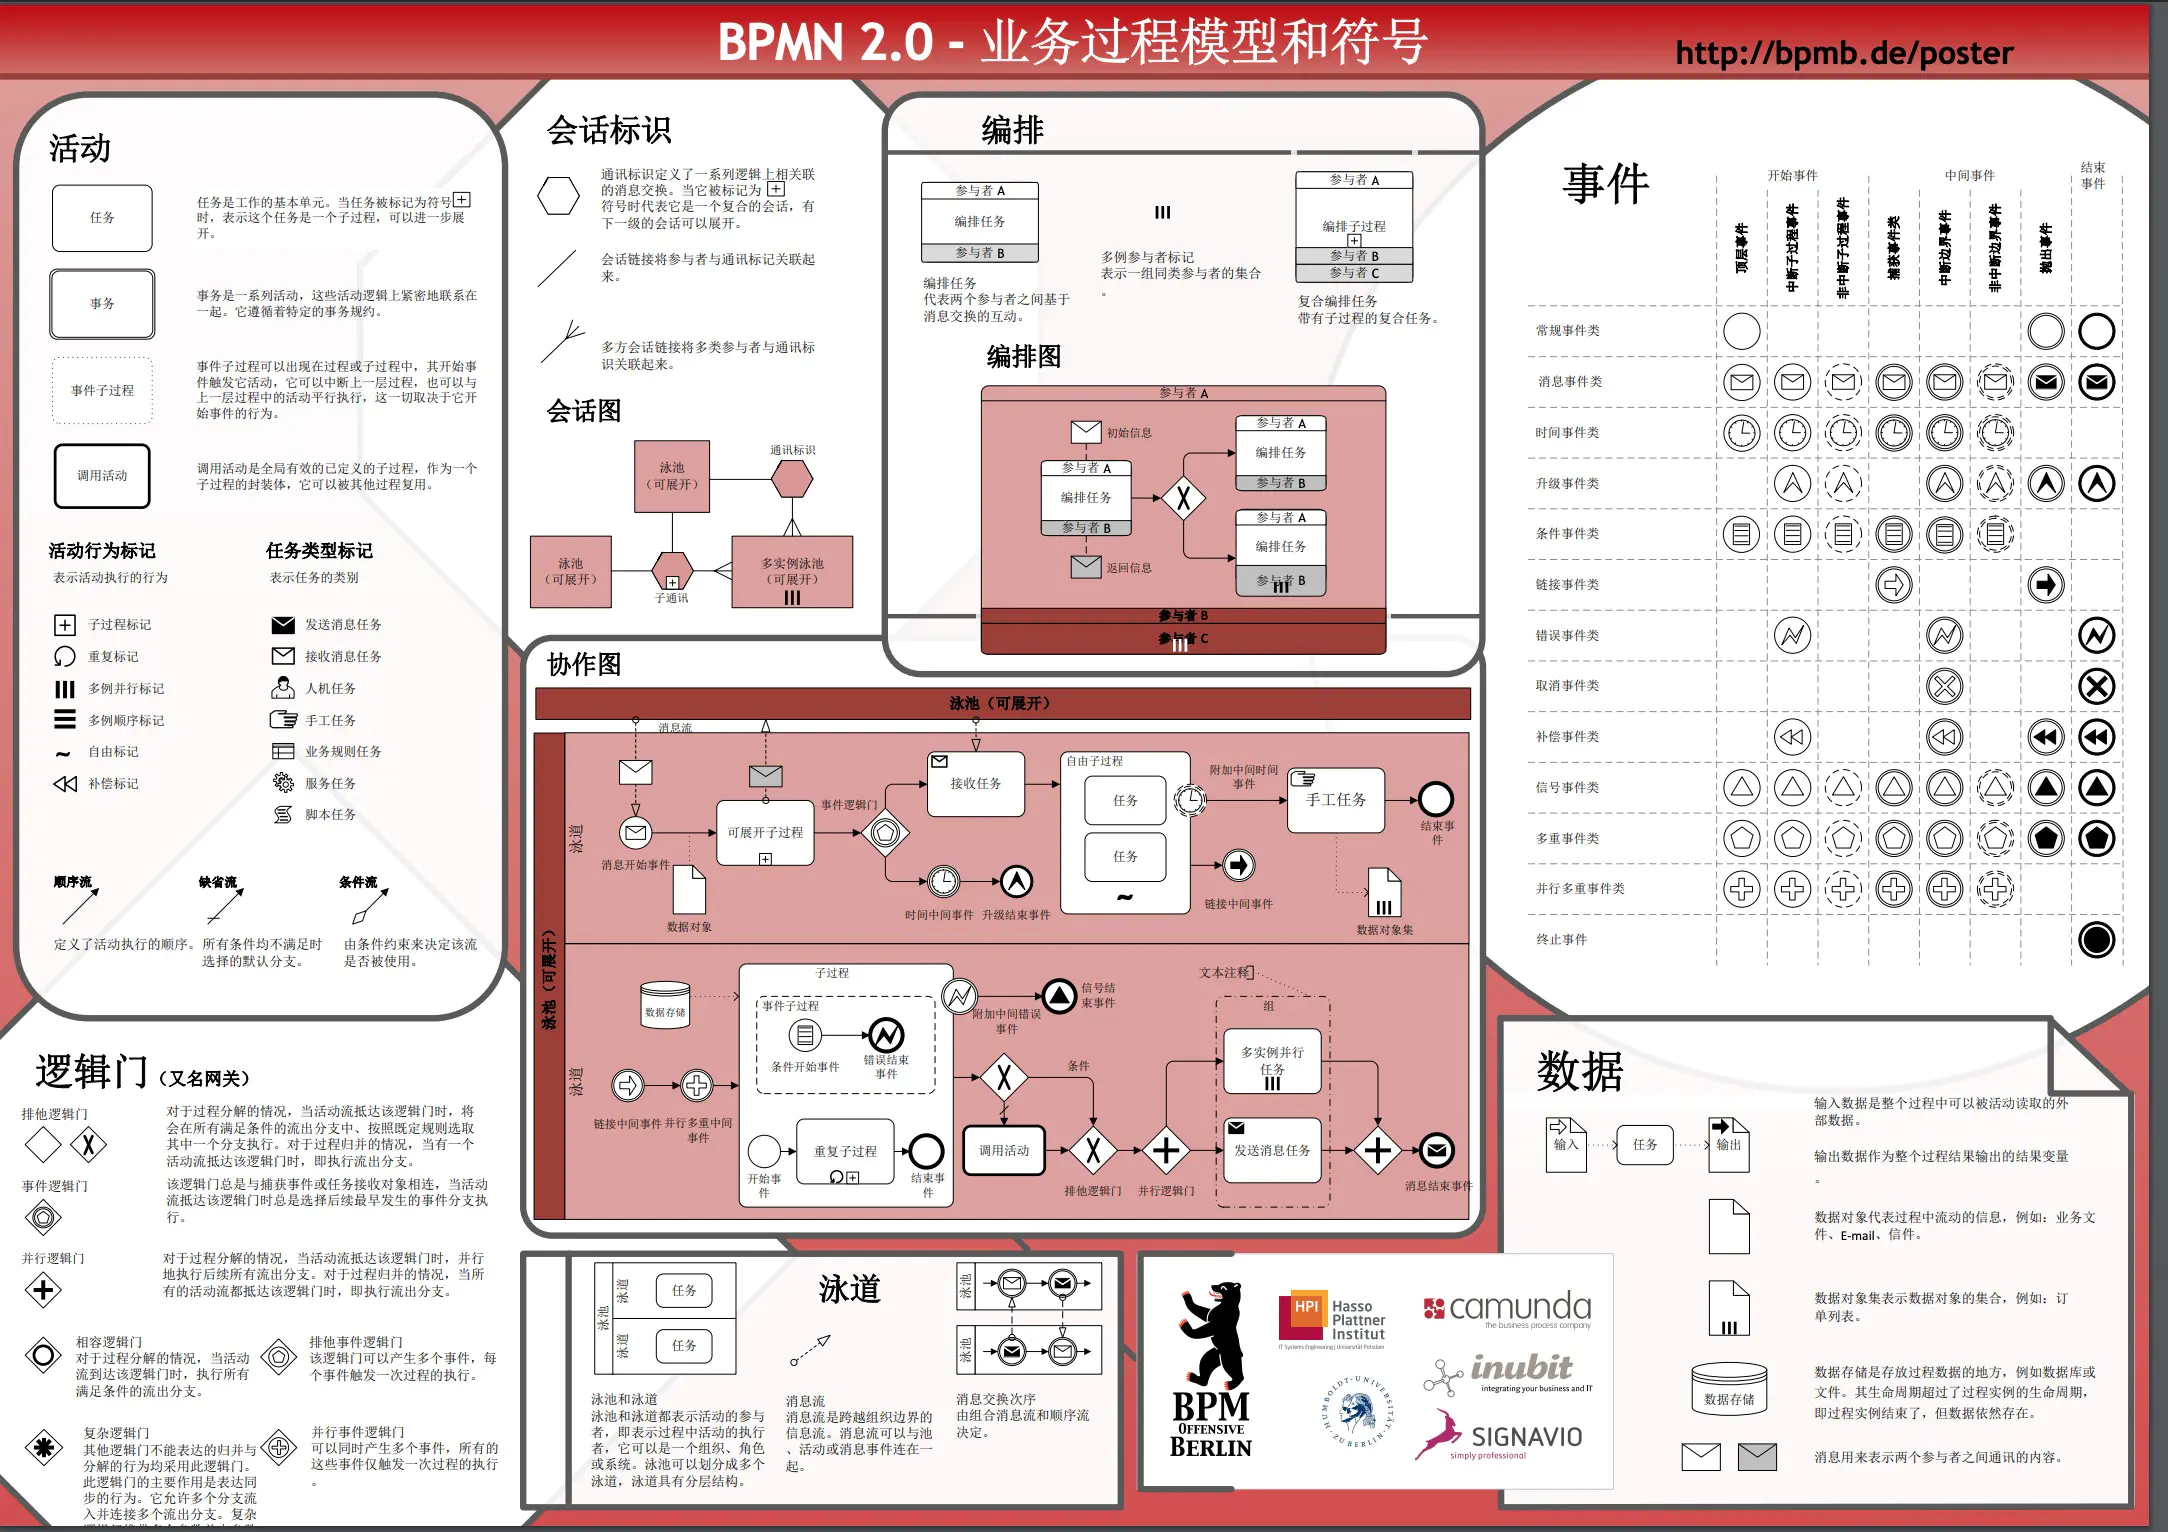 BPMN 2.0 - 业务过程模型和符号
http://bpmb.de/poster
活动
任务
任务是工作的基本单元。当任务被标记为符号
时，表示这个任务是一个子过程，可以进一步展
开。
事务
事务是一系列活动，这些活动逻辑上紧密地联系在
一起。它遵循着特定的事务规约。
事件子过程
事件子过程可以出现在过程或子过程中，其开始事
件触发它活动，它可以中断上一层过程，也可以与
上一层过程中的活动平行执行，这一切取决于它开
始事件的行为。
调用活动
调用活动是全局有效的已定义的子过程，作为一个
子过程的封装体，它可以被其他过程复用。
活动行为标记
表示活动执行的行为
子过程标记
重复标记
多例并行标记
多例顺序标记
自由标记
补偿标记
任务类型标记
表示任务的类别
发送消息任务
接收消息任务
人机任务
手工任务
业务规则任务
服务任务
脚本任务
顺序流
定义了活动执行的顺序。
缺省流
所有条件均不满足时
选择的默认分支。
条件流
由条件约束来决定该流
是否被使用。
逻辑门（又名网关）
排他逻辑门
对于过程分解的情况，当活动流抵达该逻辑门时，将
会在所有满足条件的流出分支中、按照既定规则选取
其中一个分支执行。对于过程归并的情况，当有一个
活动流抵达该逻辑门时，即执行流出分支。
事件逻辑门
该逻辑门总是与捕获事件或任务接收对象相连，当活动
流抵达该逻辑门时总是选择后续最早发生的事件分支执
行。
并行逻辑门
对于过程分解的情况，当活动流抵达该逻辑门时，并行
地执行后续所有流出分支。对于过程归并的情况，当所
有的活动流都抵达该逻辑门时，即执行流出分支。
相容逻辑门
对于过程分解的情况，当活动
流到达该逻辑门时，执行所有
满足条件的流出分支。
排他事件逻辑门
该逻辑门可以产生多个事件，每
个事件触发一次过程的执行。
复杂逻辑门
其他逻辑门不能表达的归并与
分解的行为均采用此逻辑门。
此逻辑门的主要作用是表达同
步的行为。它允许多个分支流
入并连接多个流出分支。复杂
并行事件逻辑门
可以同时产生多个事件，所有的
这些事件仅触发一次过程的执行
。
会话标识
通讯标识定义了一系列逻辑上相关联
的消息交换。当它被标记为
符号时代表它是一个复合的会话，有
下一级的会话可以展开。
会话链接将参与者与通讯标记关联起
来。
多方会话链接将多类参与者与通讯标
识关联起来。
会话图
泳池
（可展开）
通讯标识
泳池
（可展开）
子通讯
多实例泳池
（可展开）
编排
参与者 A
编排任务
参与者 B
编排任务
代表两个参与者之间基于
消息交换的互动。
多例参与者标记
表示一组同类参与者的集合
。
参与者 A
编排子过程
参与者 B
参与者 C
复合编排任务
带有子过程的复合任务。
编排图
参与者 A
初始信息
参与者 A
编排任务
参与者 B
返回信息
参与者 A
编排任务
参与者 B
参与者 A
编排任务
参与者 B
参与者 B
参与者 C
协作图
泳池（可展开）
泳池（可展开）
泳道
消息流
消息开始事件
可展开子过程
数据对象
事件逻辑门
接收任务
时间中间事件
升级结束事件
自由子过程
任务
任务
附加中间时间
事件
链接中间事件
手工任务
结束事
件
数据对象集
泳道
数据存储
链接中间事件
并行多重中间
事件
子过程
事件子过程
条件开始事件
错误结束
事件
开始事
件
重复子过程
结束事
件
附加中间错误
事件
信号结
束事件
条件
调用活动
排他逻辑门
并行逻辑门
文本注释
组
多实例并行
任务
发送消息任务
消息结束事件
泳池
泳道
任务
泳道
任务
泳道
泳池
泳池
泳池和泳道
泳池和泳道都表示活动的参与
者，即表示过程中活动的执行
者，它可以是一个组织、角色
或系统。泳池可以划分成多个
泳道，泳道具有分层结构。
消息流
消息流是跨越组织边界的
信息流。消息流可以与池
、活动或消息事件连在一
起。
消息交换次序
由组合消息流和顺序流
决定。
BPM
OFFENSIVE
BERLIN
HPI
Hasso
Plattner
Institut
IT Systems Engineering | Universität Potsdam
HUMBOLDT-UNIVERSITÄT
ZU BERLIN
camunda
the business process company
inubit
integrating your business and IT
SIGNAVIO
simply professional
事件
开始事件
中间事件
结束
事件
顶层事件
中断子过程事件
非中断子过程事件
捕获事件类
中断边界事件
非中断边界事件
抛出事件
常规事件类
消息事件类
时间事件类
升级事件类
条件事件类
链接事件类
错误事件类
取消事件类
补偿事件类
信号事件类
多重事件类
并行多重事件类
终止事件
数据
输入
任务
输出
输入数据是整个过程中可以被活动读取的外
部数据。
输出数据作为整个过程结果输出的结果变量
。
数据对象代表过程中流动的信息，例如：业务文
件、E-mail、信件。
数据对象集表示数据对象的集合，例如：订
单列表。
数据存储
数据存储是存放过程数据的地方，例如数据库或
文件。其生命周期超过了过程实例的生命周期，
即过程实例结束了，但数据依然存在。
消息用来表示两个参与者之间通讯的内容。